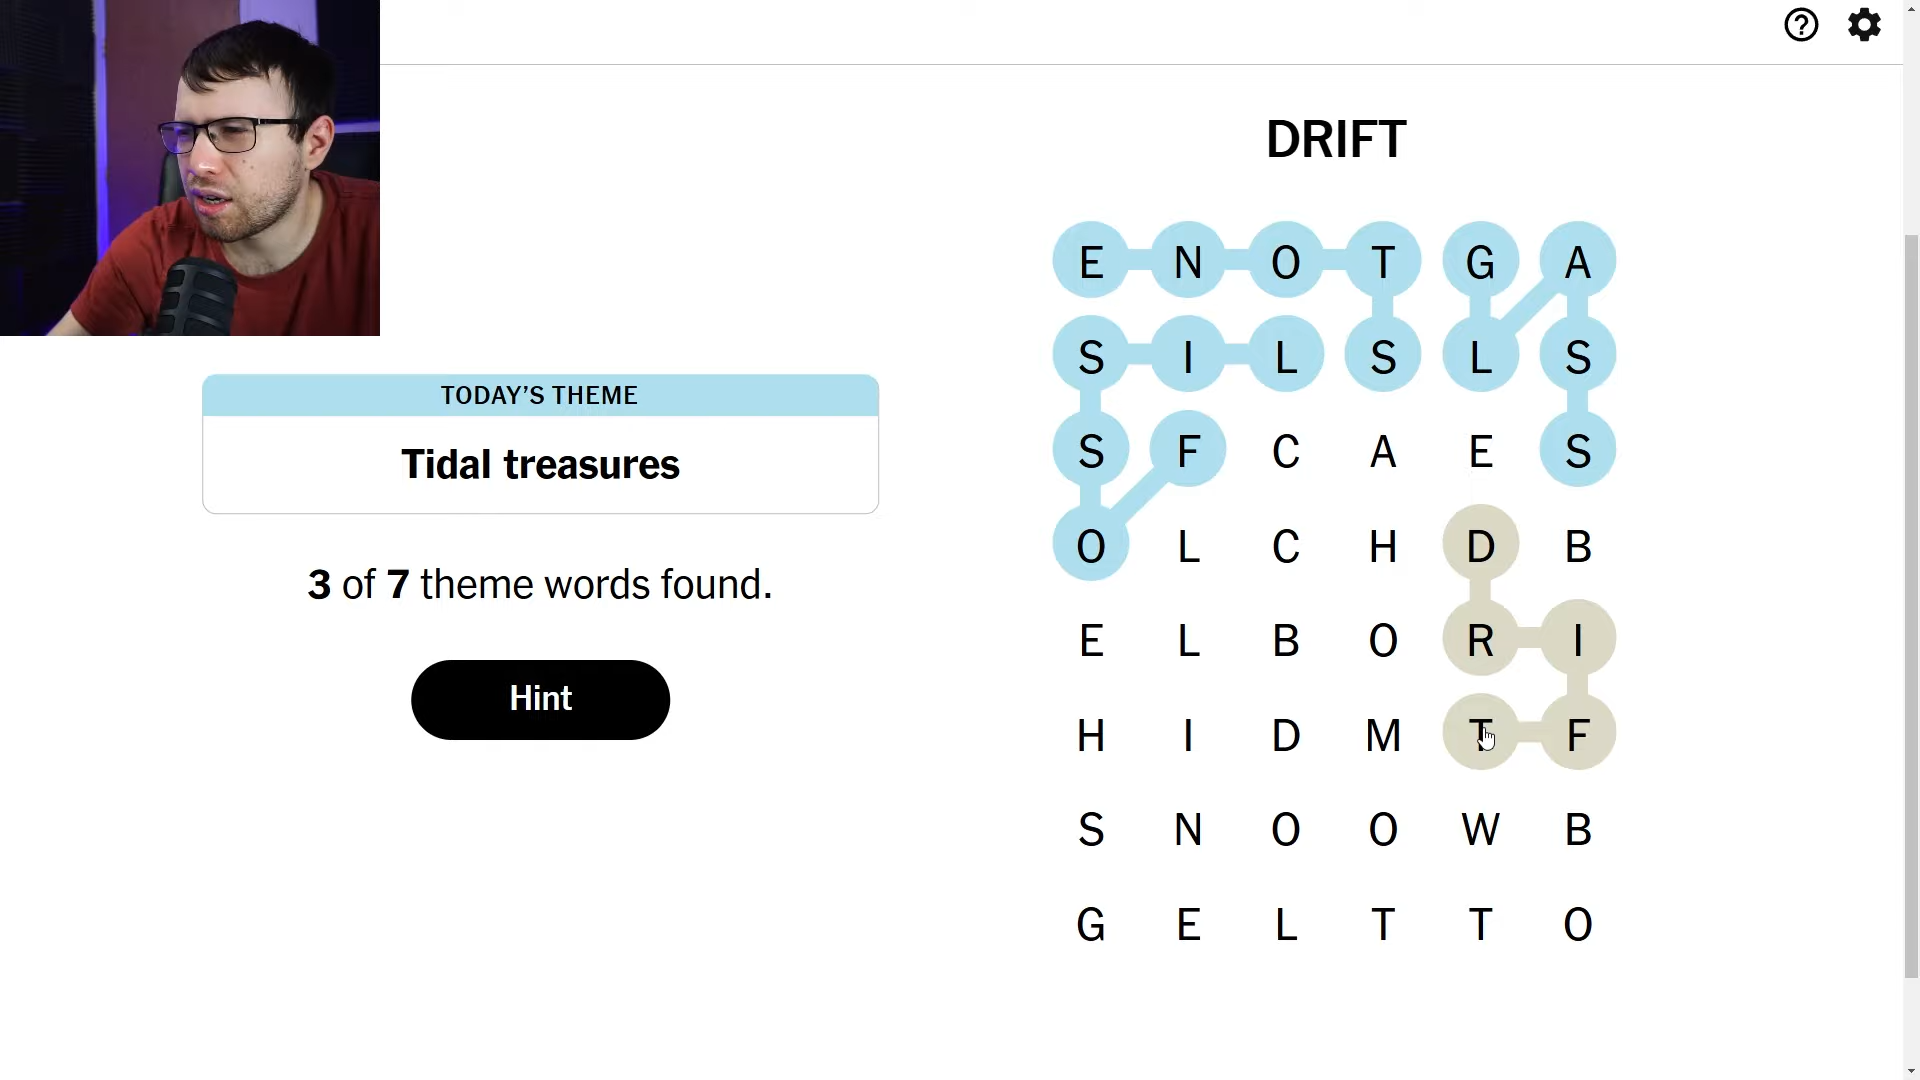 DRIFT
TODAY'S THEME
Tidal treasures
3 of 7 theme words found.
Hint
E N O T G A
S I L S L S
S F C A E S
O L C H D B
E L B O R I
H I D M T F
S N O O W B
G E L T T O